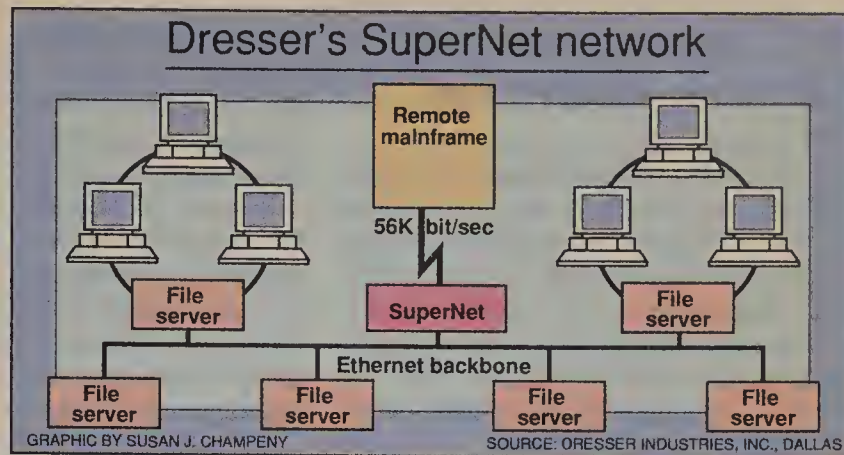 Dresser's SuperNet network
Remote
mainframe
56K bit/sec
File
server
SuperNet
File
server
Ethernet backbone
File
server
File
server
File
server
File
server
GRAPHIC BY SUSAN J. CHAMPENY
SOURCE: DRESSER INDUSTRIES, INC., DALLAS